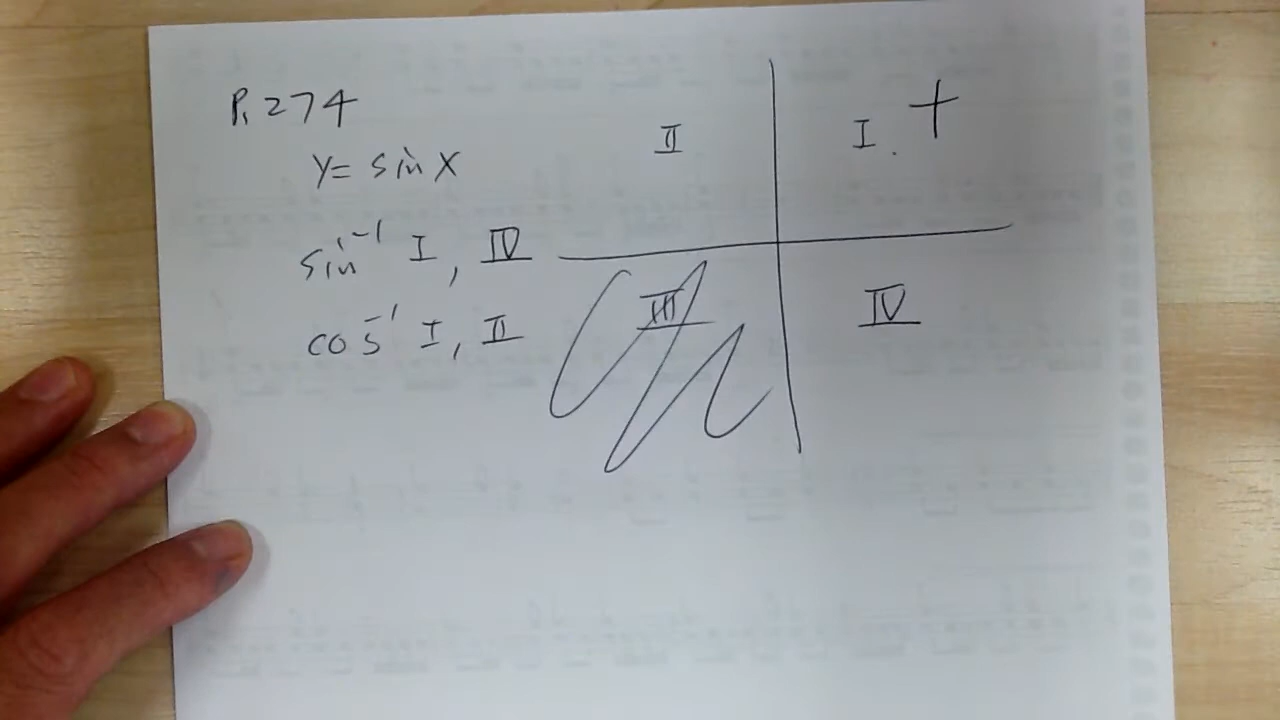 P. 274
y = sin x
sin⁻¹ I, IV
cos⁻¹ I, II
II
I. +
III
IV